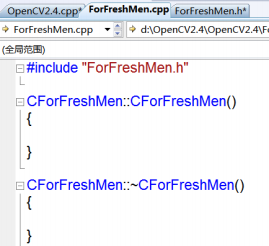 OpenCV2.4.cpp* ForFreshMen.cpp ForFreshMen.h*
ForFreshMen.cpp d:\OpenCV2.4\OpenCV2.4\Fo
(全局范围)
#include "ForFreshMen.h"
CForFreshMen::CForFreshMen()
{
}
CForFreshMen::~CForFreshMen()
{
}